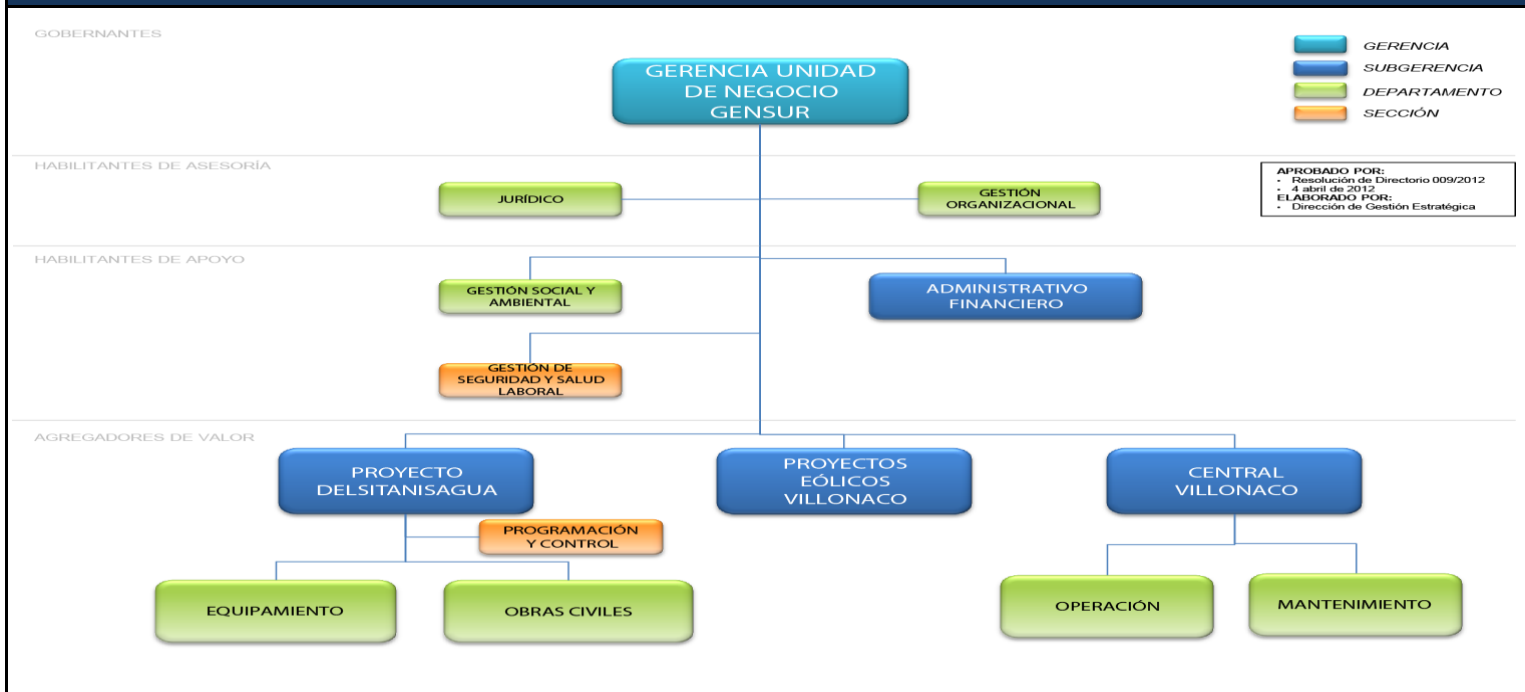 GOBERNANTES
GERENCIA UNIDAD
DE NEGOCIO
GENSUR
GERENCIA
SUBGERENCIA
DEPARTAMENTO
SECCIÓN
HABILITANTES DE ASESORÍA
JURÍDICO
GESTIÓN
ORGANIZACIONAL
APROBADO POR:
- Resolución de Directorio 009/2012
- 4 abril de 2012
ELABORADO POR:
- Dirección de Gestión Estratégica
HABILITANTES DE APOYO
GESTIÓN SOCIAL Y
AMBIENTAL
ADMINISTRATIVO
FINANCIERO
GESTIÓN DE
SEGURIDAD Y SALUD
LABORAL
AGREGADORES DE VALOR
PROYECTO
DELSITANISAGUA
PROYECTOS
EÓLICOS
VILLONACO
CENTRAL
VILLONACO
PROGRAMACIÓN
Y CONTROL
EQUIPAMIENTO
OBRAS CIVILES
OPERACIÓN
MANTENIMIENTO